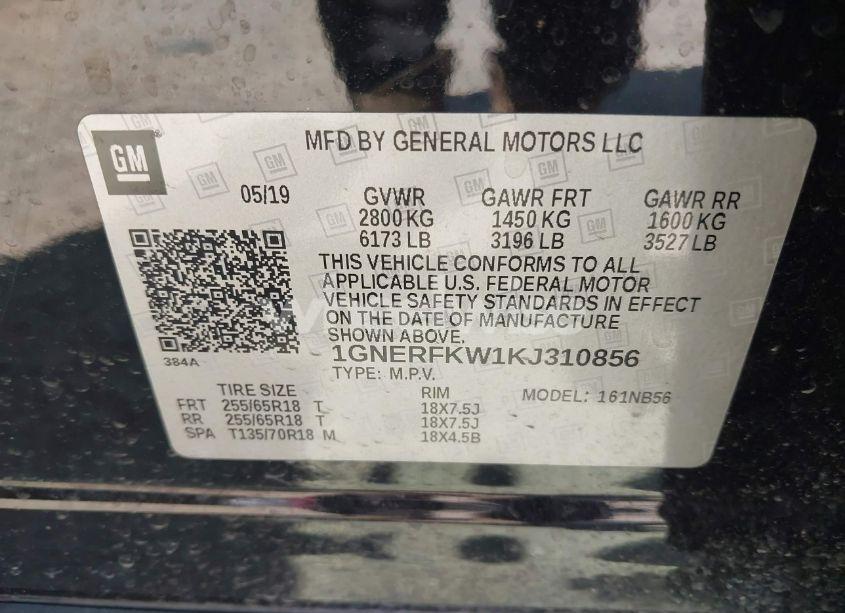 GM
MFD BY GENERAL MOTORS LLC
05/19 GVWR GAWR FRT GAWR RR
2800 KG 1450 KG 1600 KG
6173 LB 3196 LB 3527 LB
THIS VEHICLE CONFORMS TO ALL
APPLICABLE U.S. FEDERAL MOTOR
VEHICLE SAFETY STANDARDS IN EFFECT
ON THE DATE OF MANUFACTURE
SHOWN ABOVE.
384A
1GNERFKW1KJ310856
TYPE: M.P.V.
TIRE SIZE RIM MODEL: 161NB56
FRT 255/65R18 T 18X7.5J
RR 255/65R18 T 18X7.5J
SPA T135/70R18 M 18X4.5B